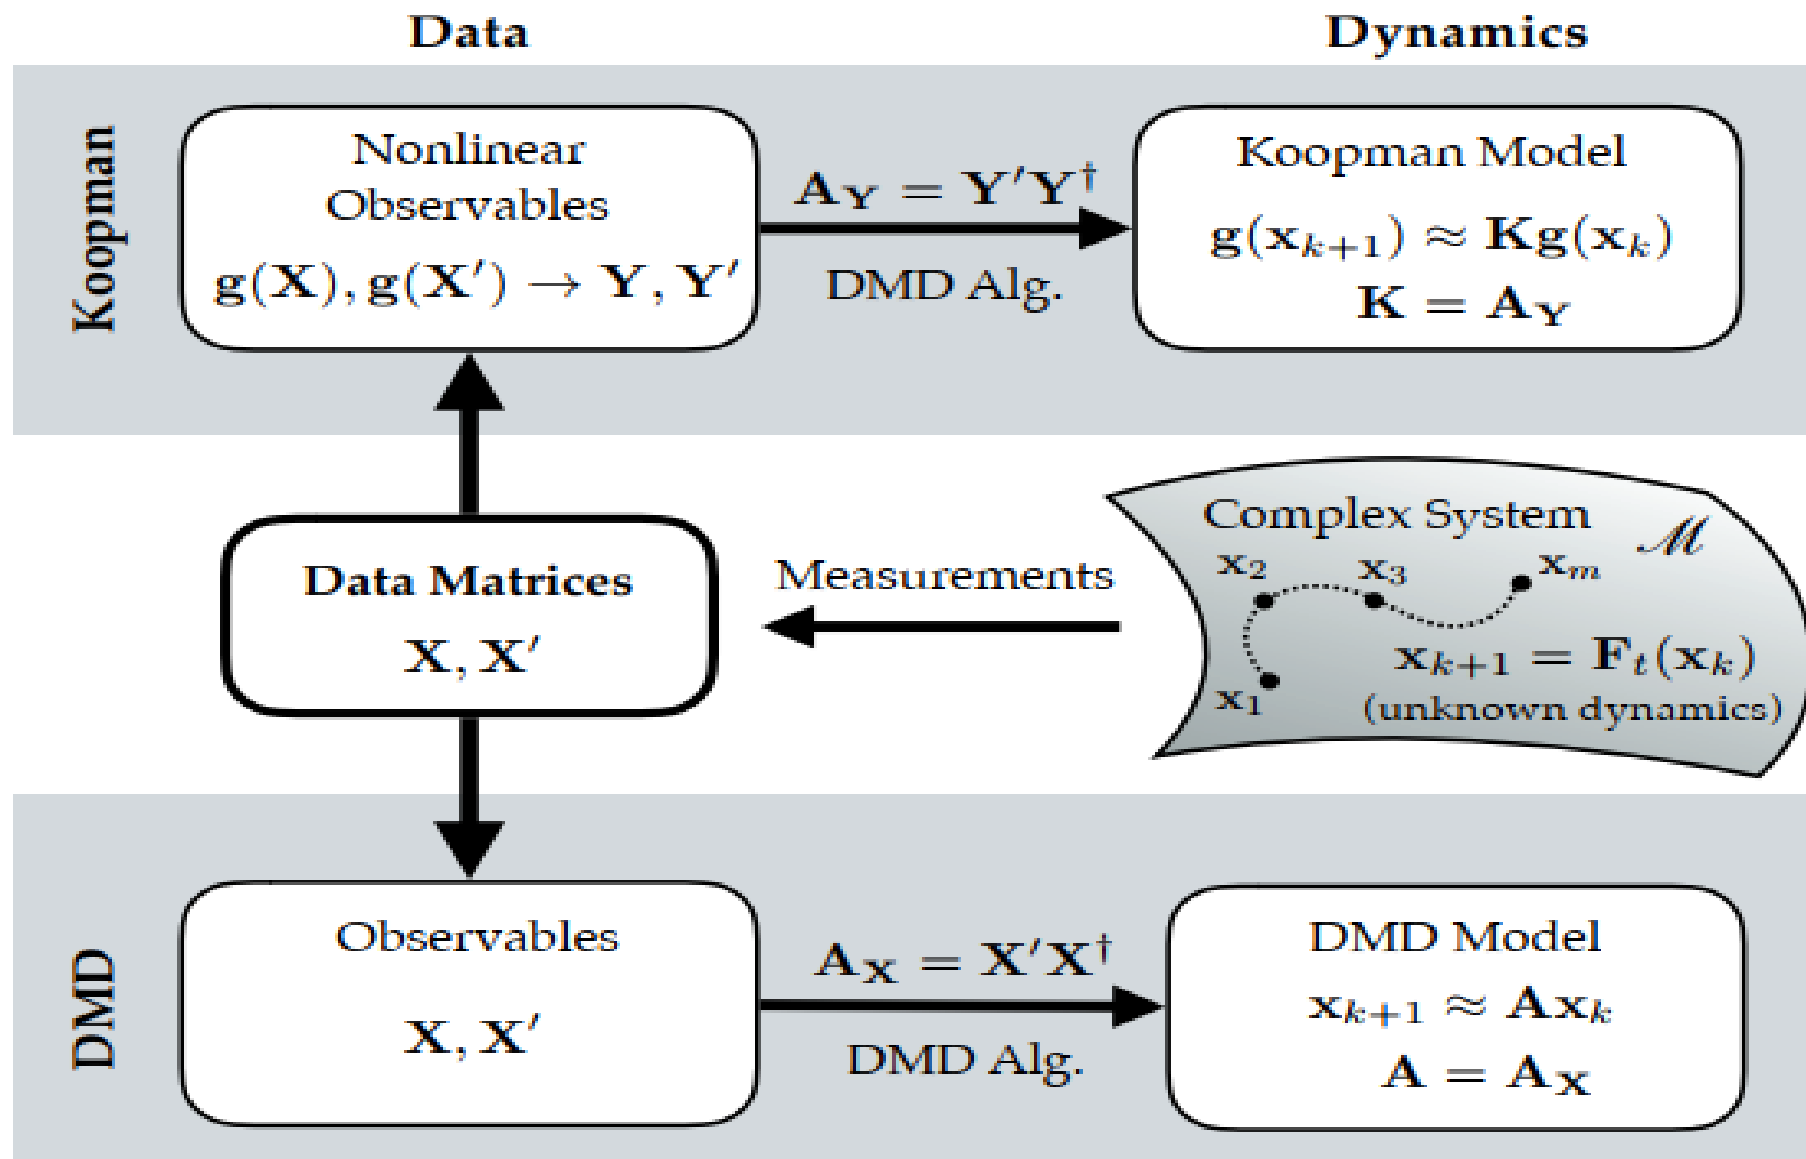 Data
Dynamics
Koopman
Nonlinear
Observables
g(X), g(X′) → Y, Y′
A_Y = Y′Y†
DMD Alg.
Koopman Model
g(x_{k+1}) ≈ Kg(x_k)
K = A_Y
Data Matrices
X, X′
Measurements
Complex System
ℳ
x_2
x_3
x_m
x_{k+1} = F_t(x_k)
x_1
(unknown dynamics)
DMD
Observables
X, X′
A_X = X′X†
DMD Alg.
DMD Model
x_{k+1} ≈ Ax_k
A = A_X